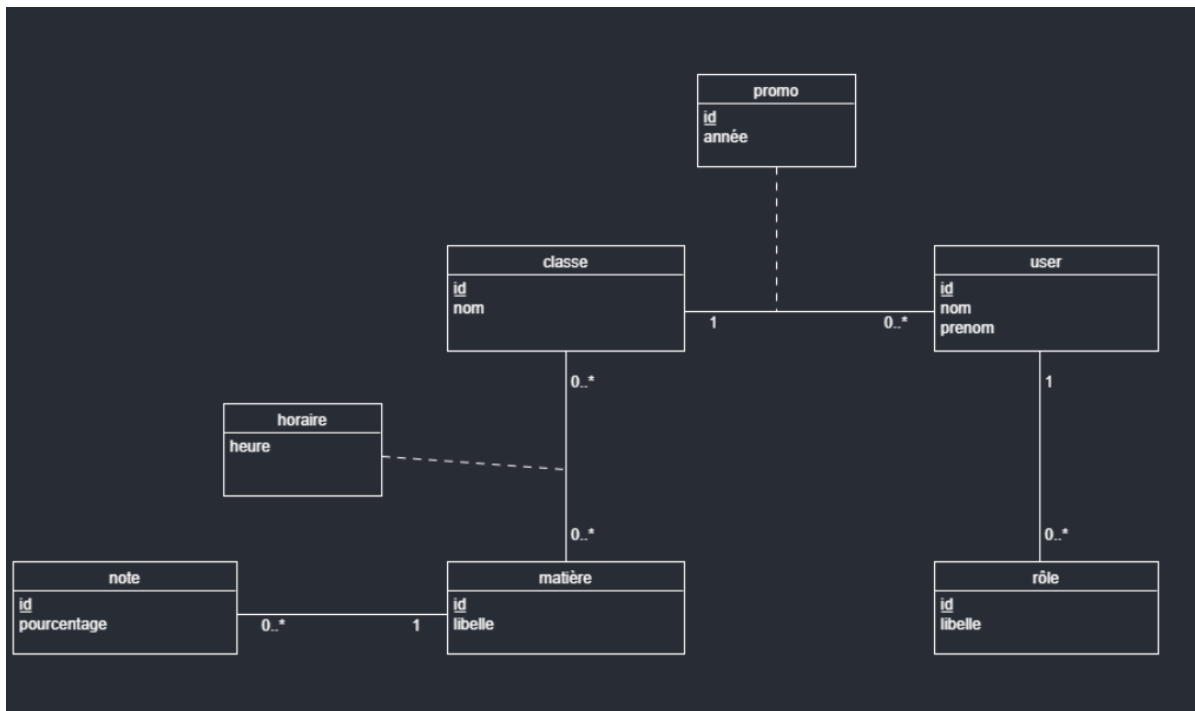 promo
id
année
classe
id
nom
user
id
nom
prenom
1
0..*
0..*
1
horaire
heure
0..*
0..*
note
id
pourcentage
0..*
1
matière
id
libelle
rôle
id
libelle